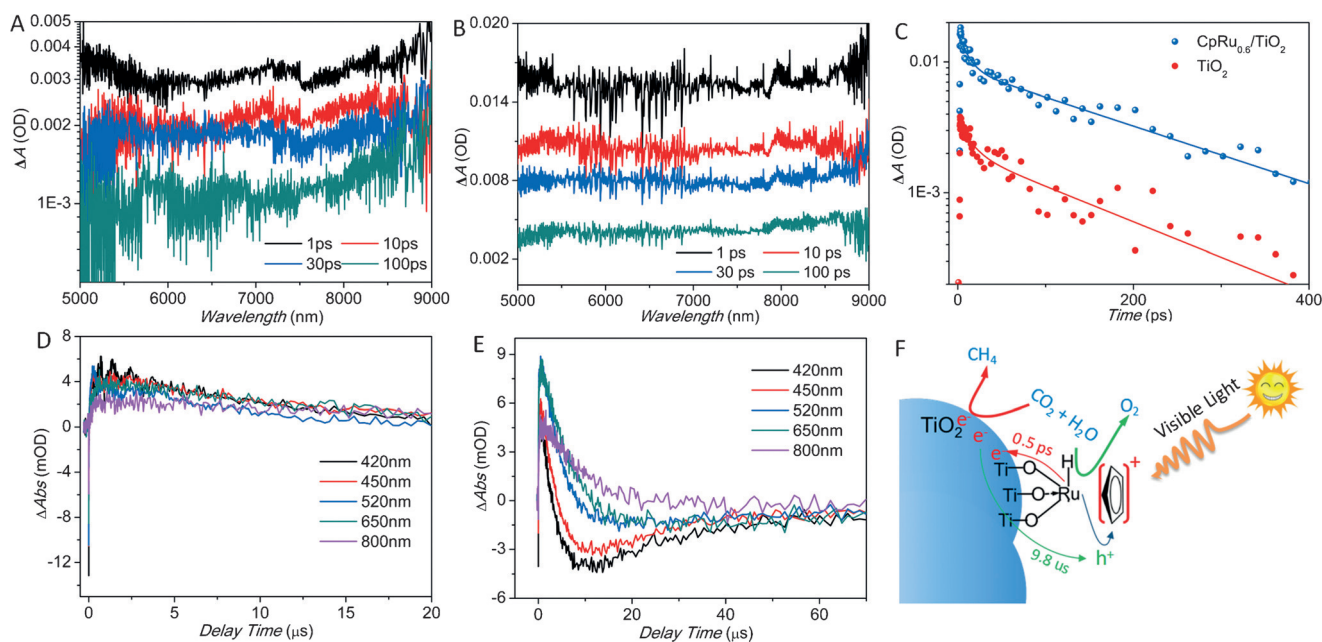 A
ΔA (OD)
0.005
0.004
0.003
0.002
1E-3
1ps 10ps
30ps 100ps
5000 6000 7000 8000 9000
Wavelength (nm)
B
ΔA (OD)
0.020
0.014
0.008
0.002
1 ps 10 ps
30 ps 100 ps
5000 6000 7000 8000 9000
Wavelength (nm)
C
ΔA (OD)
0.01
1E-3
CpRu0.6/TiO2
TiO2
0 200 400
Time (ps)
D
ΔAbs (mOD)
4
0
-4
-8
-12
420nm
450nm
520nm
650nm
800nm
0 5 10 15 20
Delay Time (μs)
E
ΔAbs (mOD)
9
6
3
0
-3
-6
420nm
450nm
520nm
650nm
800nm
0 20 40 60
Delay Time (μs)
F
CH4
CO2 + H2O
O2
Visible Light
TiO2 e-
e-
e-
0.5 ps
H
+
Ti O
Ti O Ru
Ti O
h+
9.8 us